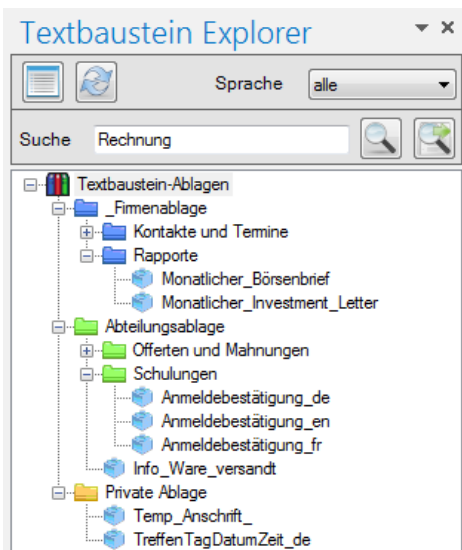 Textbaustein Explorer
Sprache alle
Suche Rechnung
Textbaustein-Ablagen
_Firmenablage
Kontakte und Termine
Rapporte
Monatlicher_Börsenbrief
Monatlicher_Investment_Letter
Abteilungsablage
Offerten und Mahnungen
Schulungen
Anmeldebestätigung_de
Anmeldebestätigung_en
Anmeldebestätigung_fr
Info_Ware_versandt
Private Ablage
Temp_Anschrift_
TreffenTagDatumZeit_de